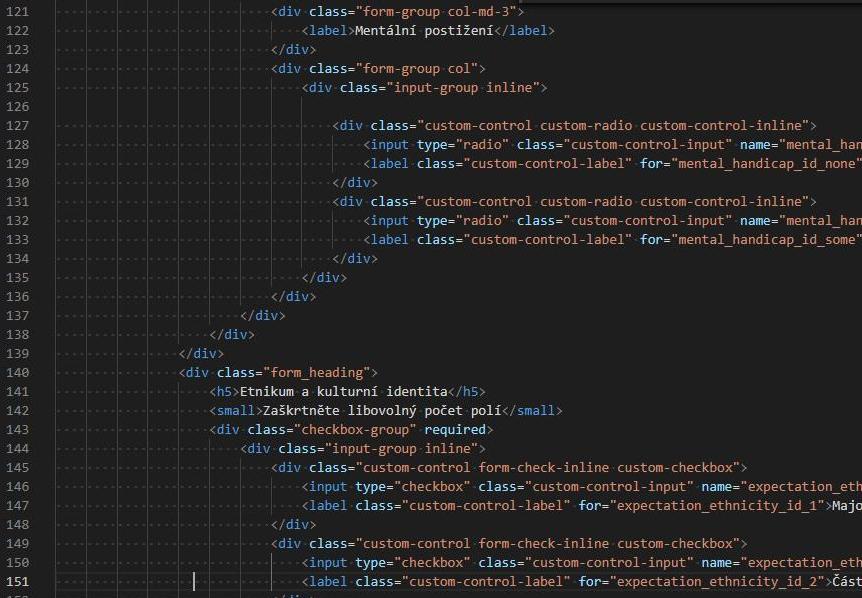 121 <div class="form-group col-md-3">
122 <label>Mentální postižení</label>
123 </div>
124 <div class="form-group col">
125 <div class="input-group inline">
126
127 <div class="custom-control custom-radio custom-control-inline">
128 <input type="radio" class="custom-control-input" name="mental_han
129 <label class="custom-control-label" for="mental_handicap_id_none"
130 </div>
131 <div class="custom-control custom-radio custom-control-inline">
132 <input type="radio" class="custom-control-input" name="mental_han
133 <label class="custom-control-label" for="mental_handicap_id_some"
134 </div>
135 </div>
136 </div>
137 </div>
138 </div>
139 </div>
140 <div class="form_heading">
141 <h5>Etnikum a kulturní identita</h5>
142 <small>Zaškrtněte libovolný počet polí</small>
143 <div class="checkbox-group" required>
144 <div class="input-group inline">
145 <div class="custom-control form-check-inline custom-checkbox">
146 <input type="checkbox" class="custom-control-input" name="expectation_eth
147 <label class="custom-control-label" for="expectation_ethnicity_id_1">Majo
148 </div>
149 <div class="custom-control form-check-inline custom-checkbox">
150 <input type="checkbox" class="custom-control-input" name="expectation_eth
151 <label class="custom-control-label" for="expectation_ethnicity_id_2">Část